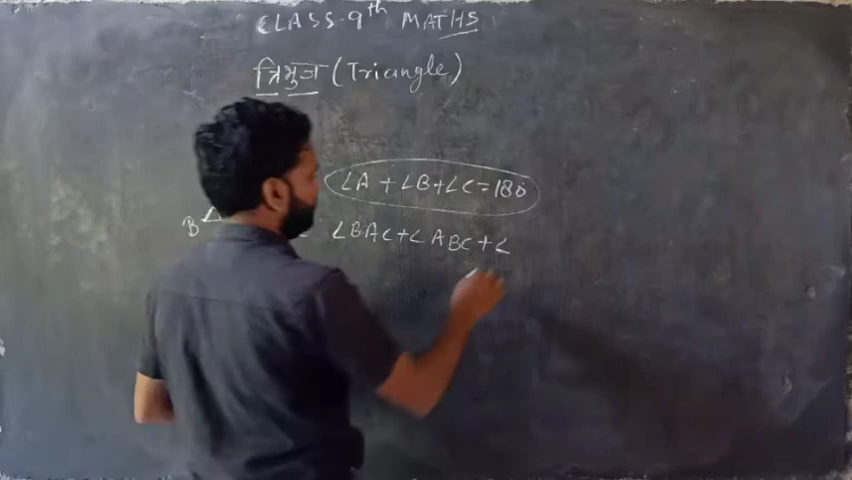 CLASS-9th MATHS
त्रिभुज (Triangle)
∠A + ∠B + ∠C = 180°
B
∠BAC + ∠ABC + ∠